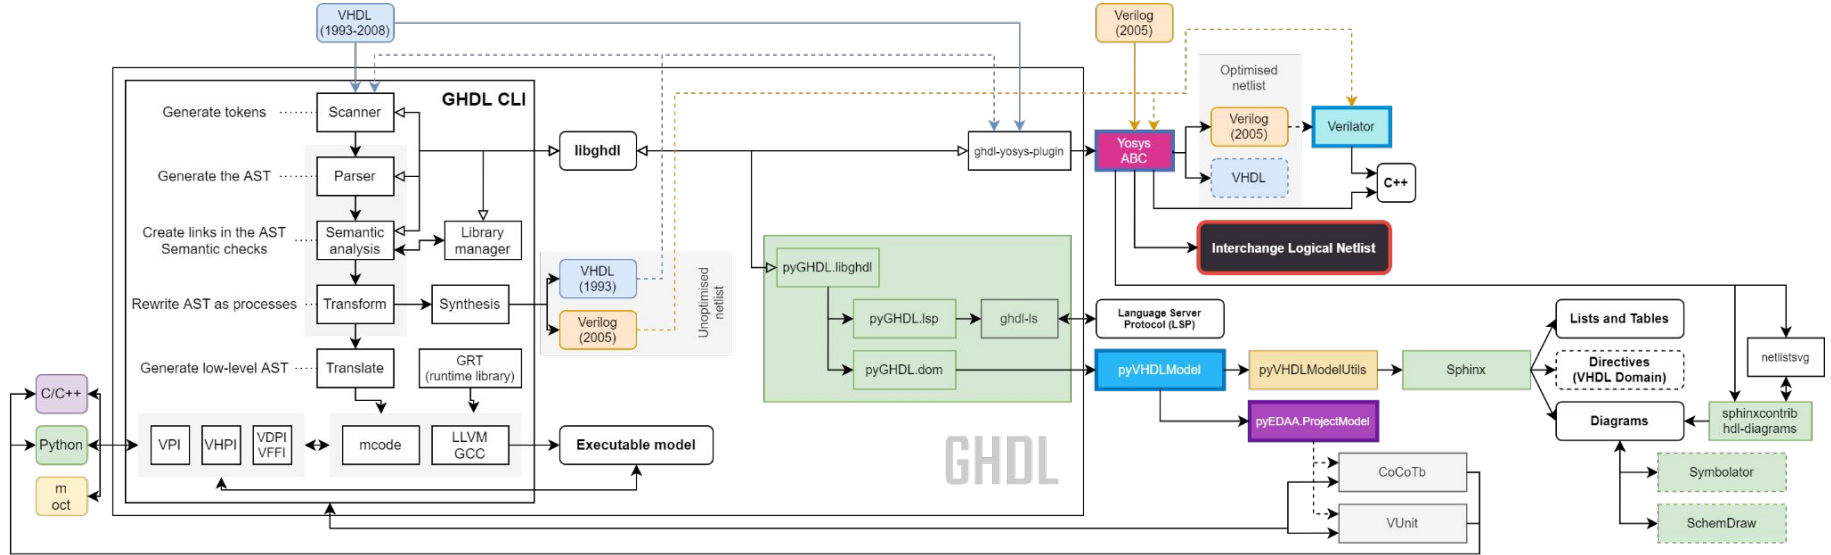 VHDL
(1993-2008)
Verilog
(2005)
GHDL CLI
Generate tokens
Scanner
Generate the AST
Parser
Create links in the AST
Semantic checks
Semantic
analysis
Library
manager
Rewrite AST as processes
Transform
Synthesis
VHDL
(1993)
Verilog
(2005)
Unoptimised
netlist
Generate low-level AST
Translate
GRT
(runtime library)
C/C++
Python
m
oct
VPI
VHPI
VDPI
VFFI
mcode
LLVM
GCC
Executable model
libghdl
ghdl-yosys-plugin
Yosys
ABC
Optimised
netlist
Verilog
(2005)
VHDL
Verilator
C++
Interchange Logical Netlist
pyGHDL.libghdl
pyGHDL.lsp
ghdl-ls
pyGHDL.dom
GHDL
Language Server
Protocol (LSP)
pyVHDLModel
pyVHDLModelUtils
Sphinx
pyEDAA.ProjectModel
CoCoTb
VUnit
Lists and Tables
Directives
(VHDL Domain)
Diagrams
netlistsvg
sphinxcontrib
hdl-diagrams
Symbolator
SchemDraw